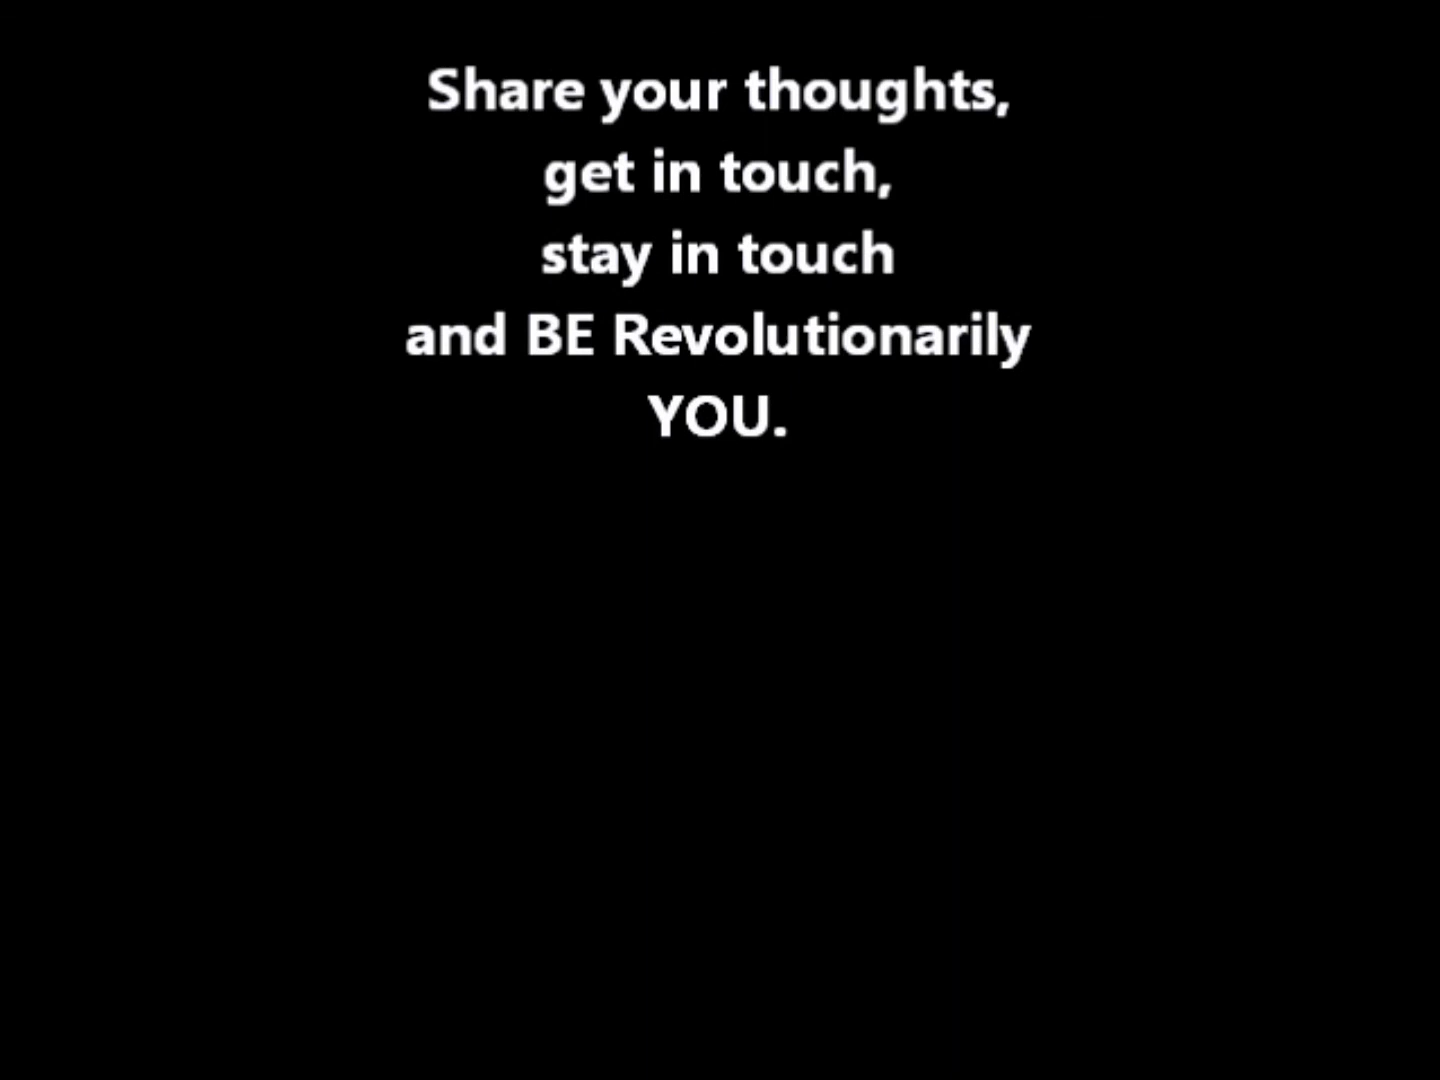 Share your thoughts,
get in touch,
stay in touch
and BE Revolutionarily
YOU.